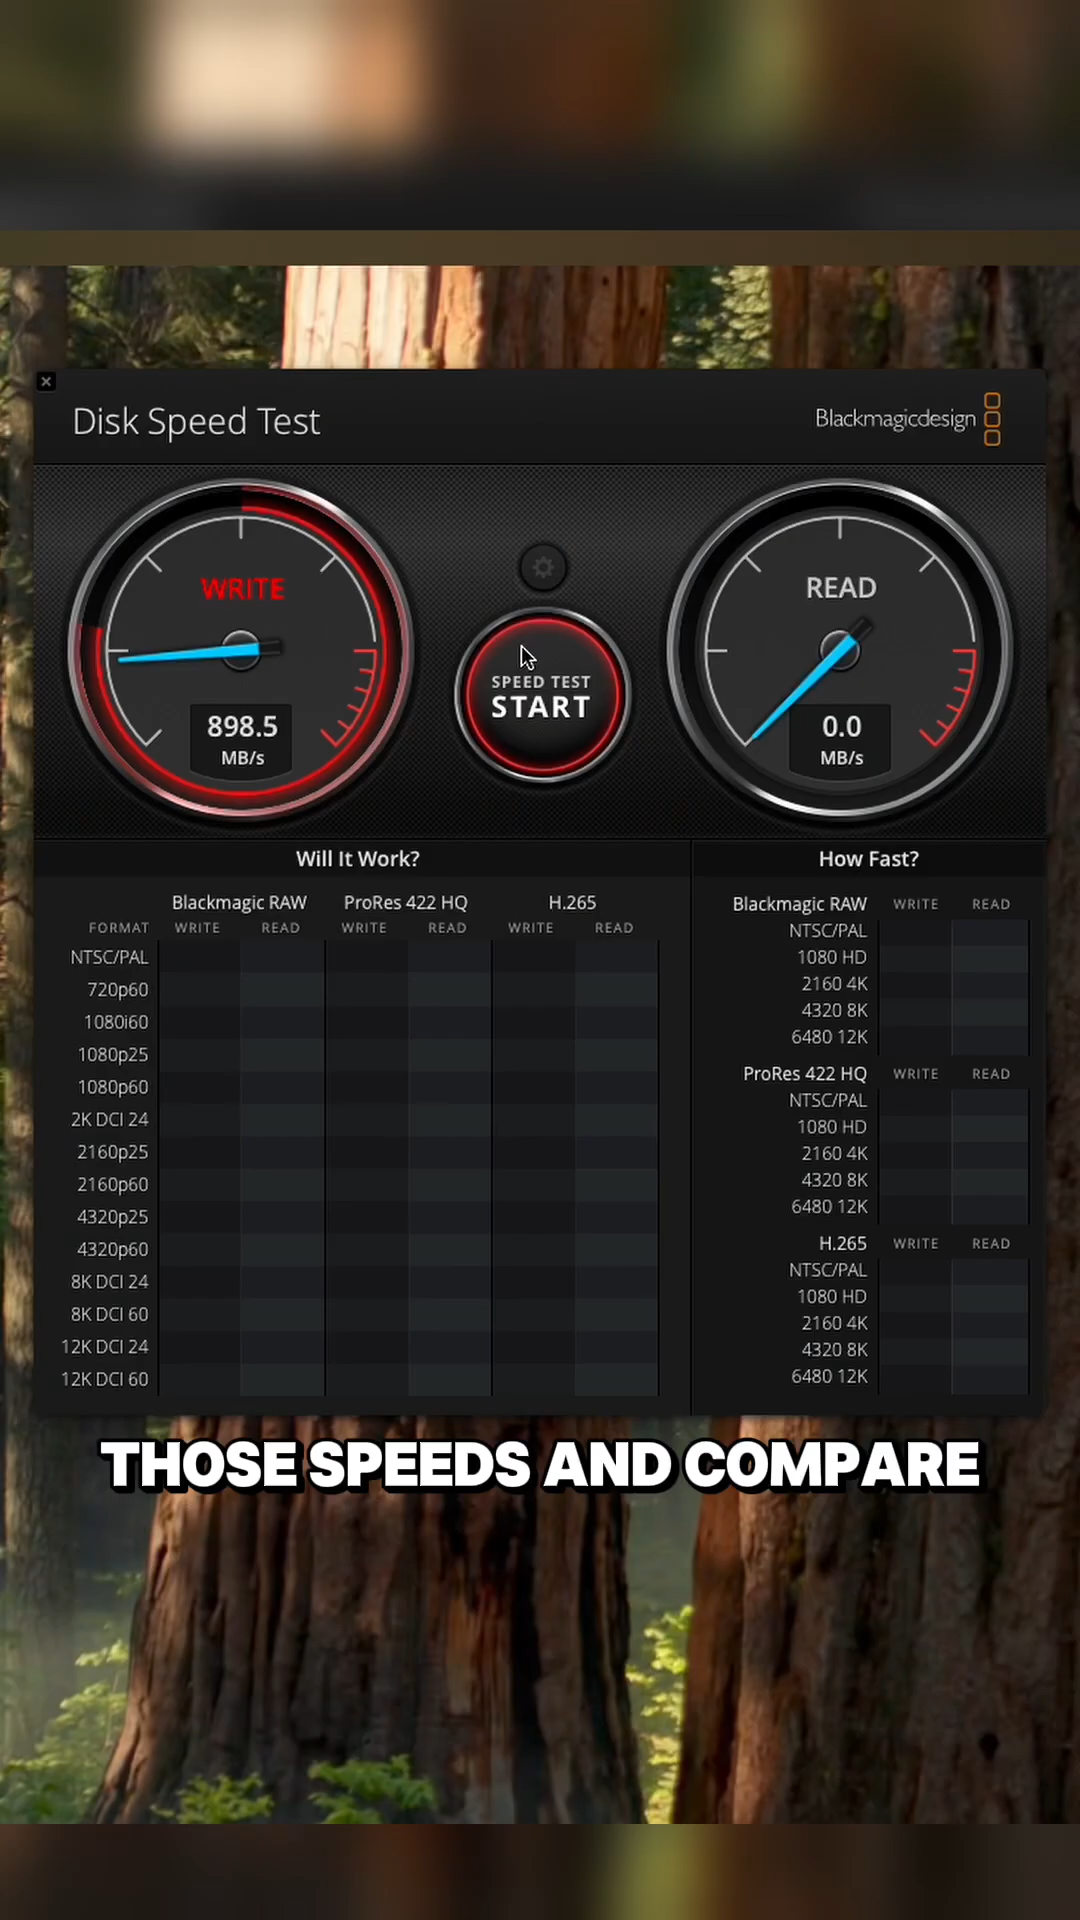 Disk Speed Test
Blackmagicdesign
WRITE
898.5
MB/s
SPEED TEST
START
READ
0.0
MB/s
Will It Work?
Blackmagic RAW ProRes 422 HQ H.265
FORMAT WRITE READ WRITE READ WRITE READ
NTSC/PAL
720p60
1080i60
1080p25
1080p60
2K DCI 24
2160p25
2160p60
4320p25
4320p60
8K DCI 24
8K DCI 60
12K DCI 24
12K DCI 60
How Fast?
Blackmagic RAW WRITE READ
NTSC/PAL
1080 HD
2160 4K
4320 8K
6480 12K
ProRes 422 HQ WRITE READ
NTSC/PAL
1080 HD
2160 4K
4320 8K
6480 12K
H.265 WRITE READ
NTSC/PAL
1080 HD
2160 4K
4320 8K
6480 12K
THOSE SPEEDS AND COMPARE